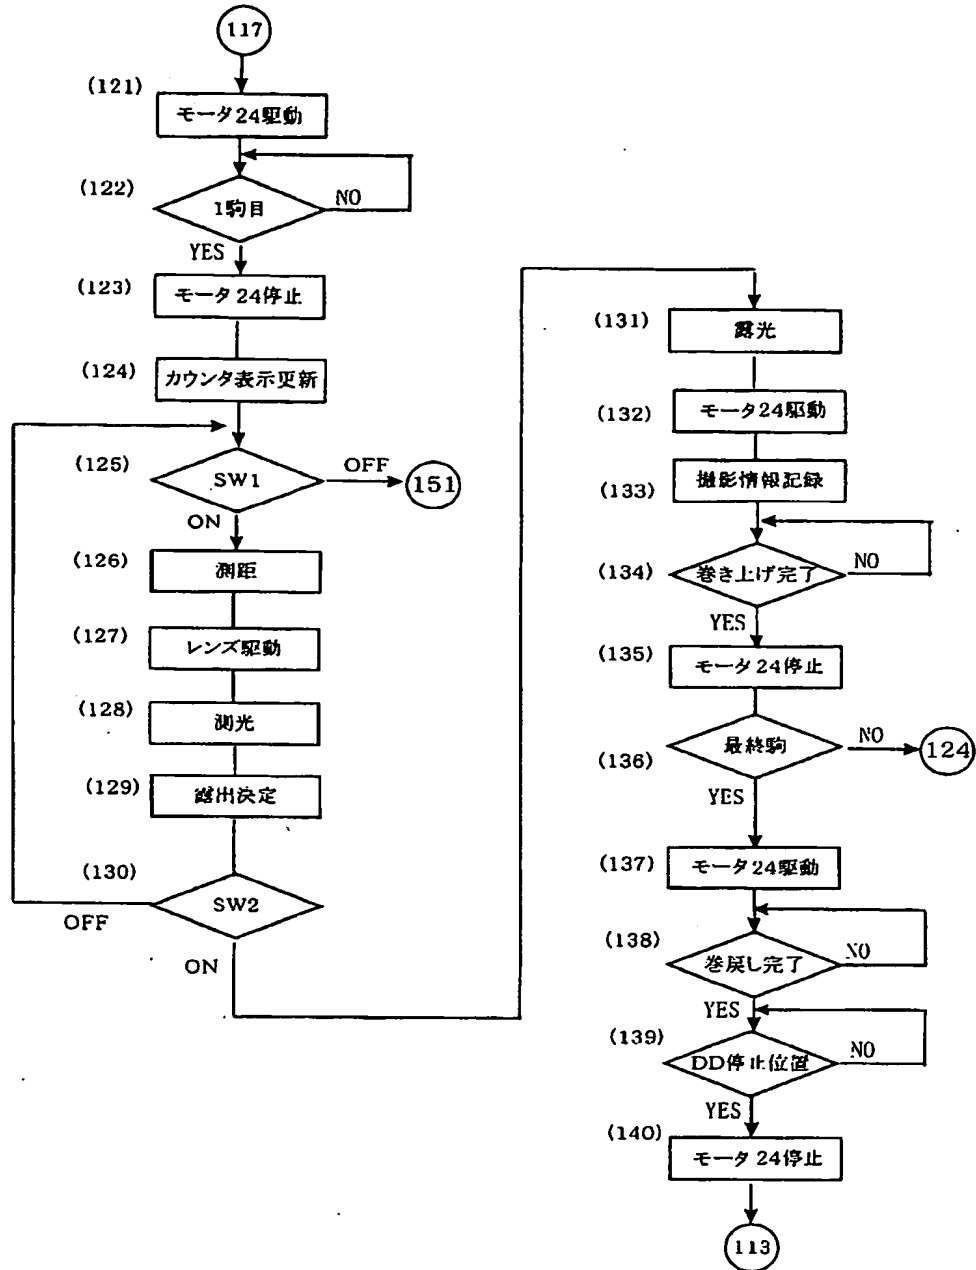 117
(121)
モータ24駆動
(122)
1駒目
NO
YES
(123)
モータ24停止
(124)
カウンタ表示更新
(125)
SW1
OFF
151
ON
(126)
測距
(127)
レンズ駆動
(128)
測光
(129)
露出決定
(130)
SW2
OFF
ON
(131)
露光
(132)
モータ24駆動
(133)
撮影情報記録
(134)
巻き上げ完了
NO
YES
(135)
モータ24停止
(136)
最終駒
NO
124
YES
(137)
モータ24駆動
(138)
巻戻し完了
NO
YES
(139)
DD停止位置
NO
YES
(140)
モータ24停止
113